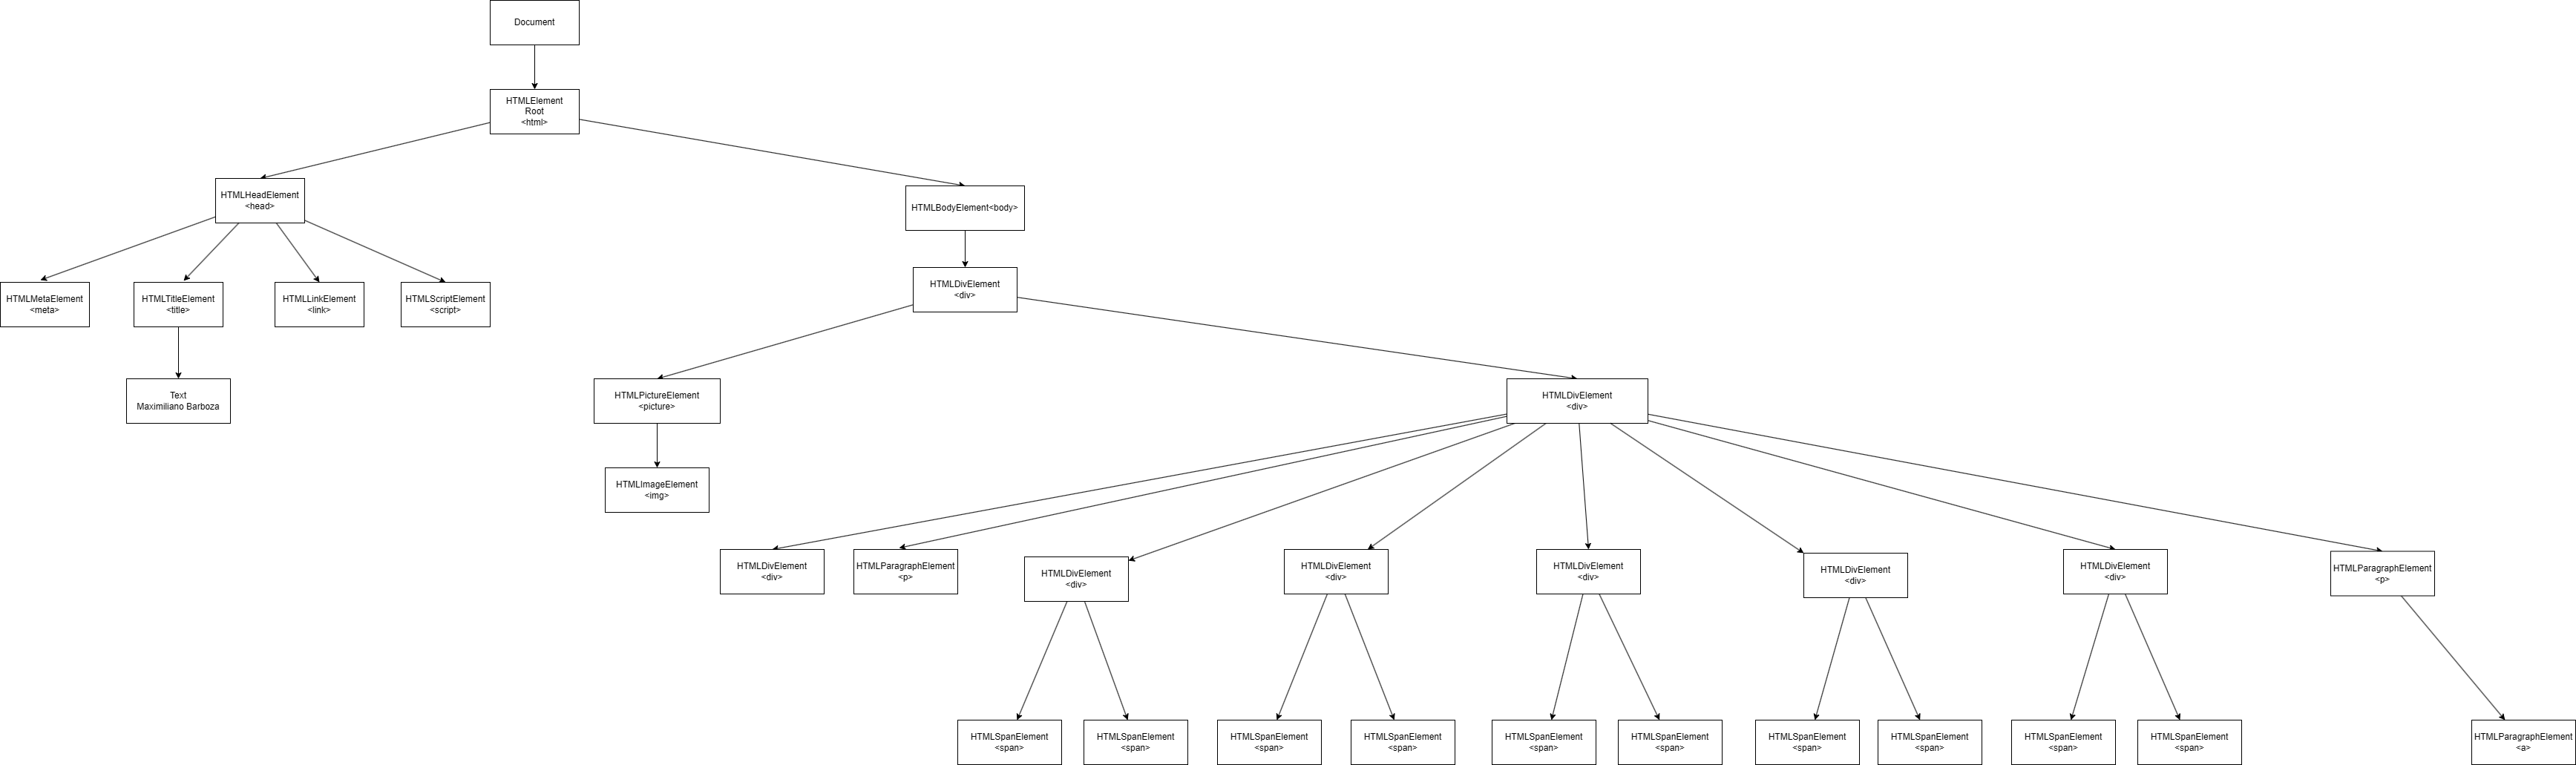 Document
HTMLElement
Root
<html>
HTMLHeadElement
<head>
HTMLBodyElement<body>
HTMLMetaElement
<meta>
HTMLTitleElement
<title>
HTMLLinkElement
<link>
HTMLScriptElement
<script>
HTMLDivElement
<div>
Text
Maximiliano Barboza
HTMLPictureElement
<picture>
HTMLDivElement
<div>
HTMLImageElement
<img>
HTMLDivElement
<div>
HTMLParagraphElement
<p>
HTMLDivElement
<div>
HTMLDivElement
<div>
HTMLDivElement
<div>
HTMLDivElement
<div>
HTMLDivElement
<div>
HTMLParagraphElement
<p>
HTMLSpanElement
<span>
HTMLSpanElement
<span>
HTMLSpanElement
<span>
HTMLSpanElement
<span>
HTMLSpanElement
<span>
HTMLSpanElement
<span>
HTMLSpanElement
<span>
HTMLSpanElement
<span>
HTMLSpanElement
<span>
HTMLSpanElement
<span>
HTMLParagraphElement
<a>